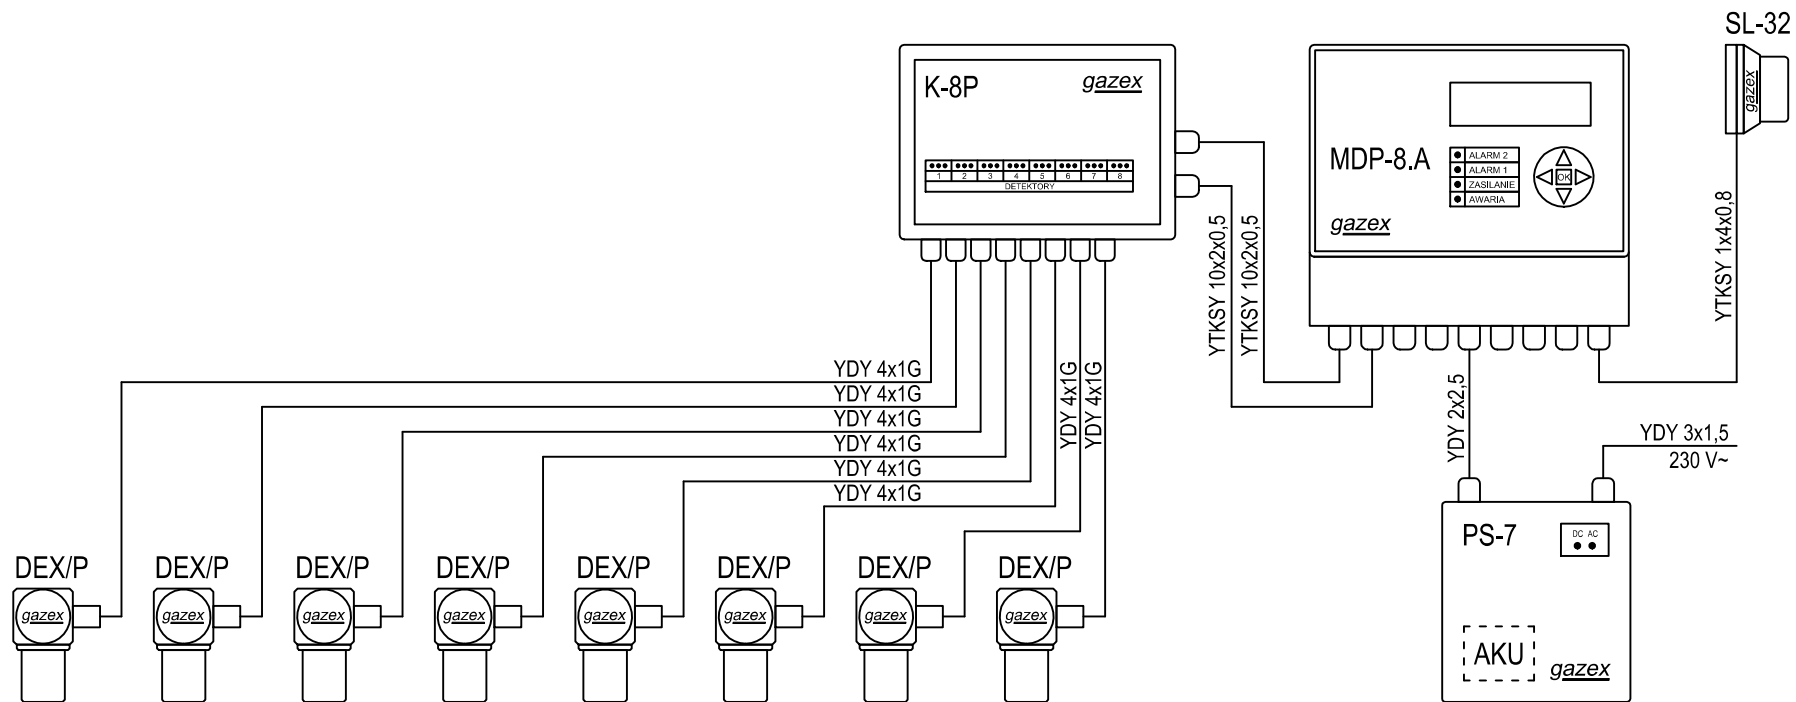 SL-32
gazex
K-8P
gazex
1 2 3 4 5 6 7 8
DETEKTORY
MDP-8.A
ALARM 2
ALARM 1
ZASILANIE
AWARIA
OK
gazex
YTKSY 10x2x0,5
YTKSY 10x2x0,5
YTKSY 1x4x0,8
YDY 4x1G
YDY 4x1G
YDY 4x1G
YDY 4x1G
YDY 4x1G
YDY 4x1G
YDY 4x1G
YDY 4x1G
YDY 2x2,5
YDY 3x1,5
230 V~
PS-7
DC AC
AKU
gazex
DEX/P DEX/P DEX/P DEX/P DEX/P DEX/P DEX/P DEX/P
gazex gazex gazex gazex gazex gazex gazex gazex